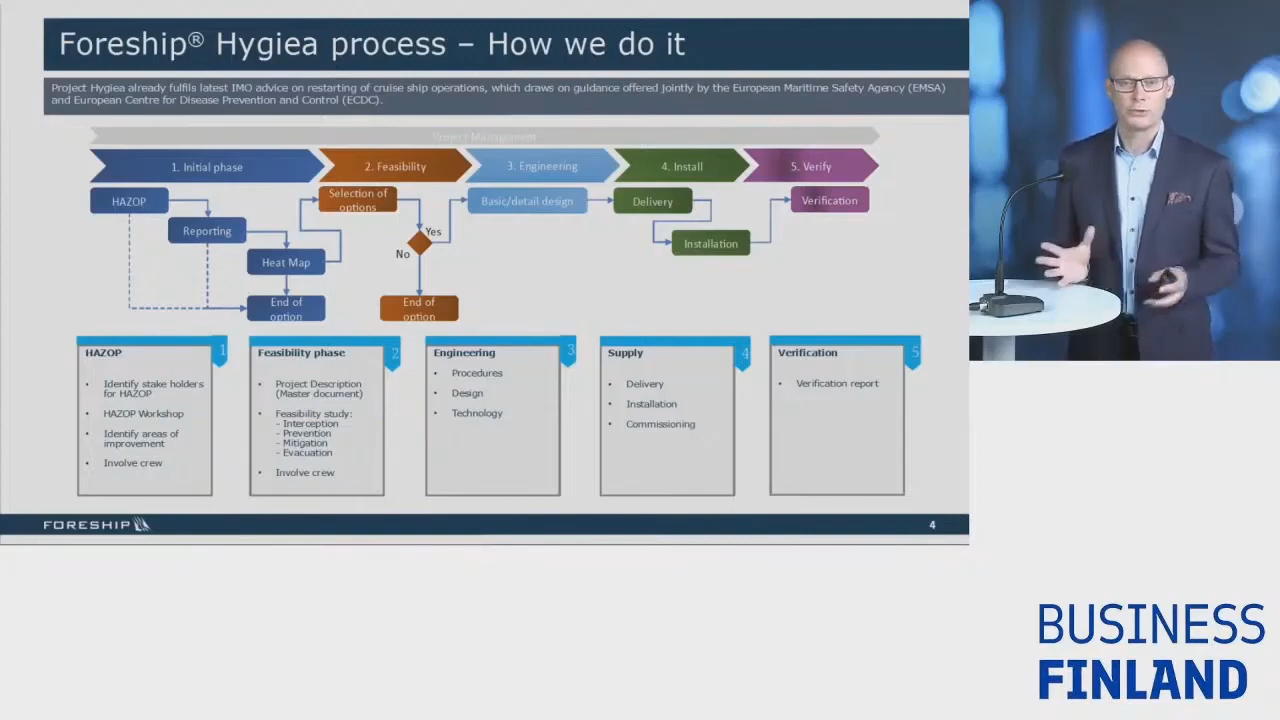 Foreship® Hygiea process – How we do it
Project Hygiea already fulfils latest IMO advice on restarting of cruise ship operations, which draws on guidance offered jointly by the European Maritime Safety Agency (EMSA)
and European Centre for Disease Prevention and Control (ECDC).
Project Management
1. Initial phase
2. Feasibility
3. Engineering
4. Install
5. Verify
HAZOP
Reporting
Heat Map
End of
option
Selection of
options
Yes
No
End of
option
Basic/detail design
Delivery
Installation
Verification
1
HAZOP
• Identify stake holders
for HAZOP
• HAZOP Workshop
• Identify areas of
improvement
• Involve crew
2
Feasibility phase
• Project Description
(Master document)
• Feasibility study:
- Interception
- Prevention
- Mitigation
- Evacuation
• Involve crew
3
Engineering
• Procedures
• Design
• Technology
4
Supply
• Delivery
• Installation
• Commissioning
5
Verification
• Verification report
FORESHIP
4
BUSINESS
FINLAND